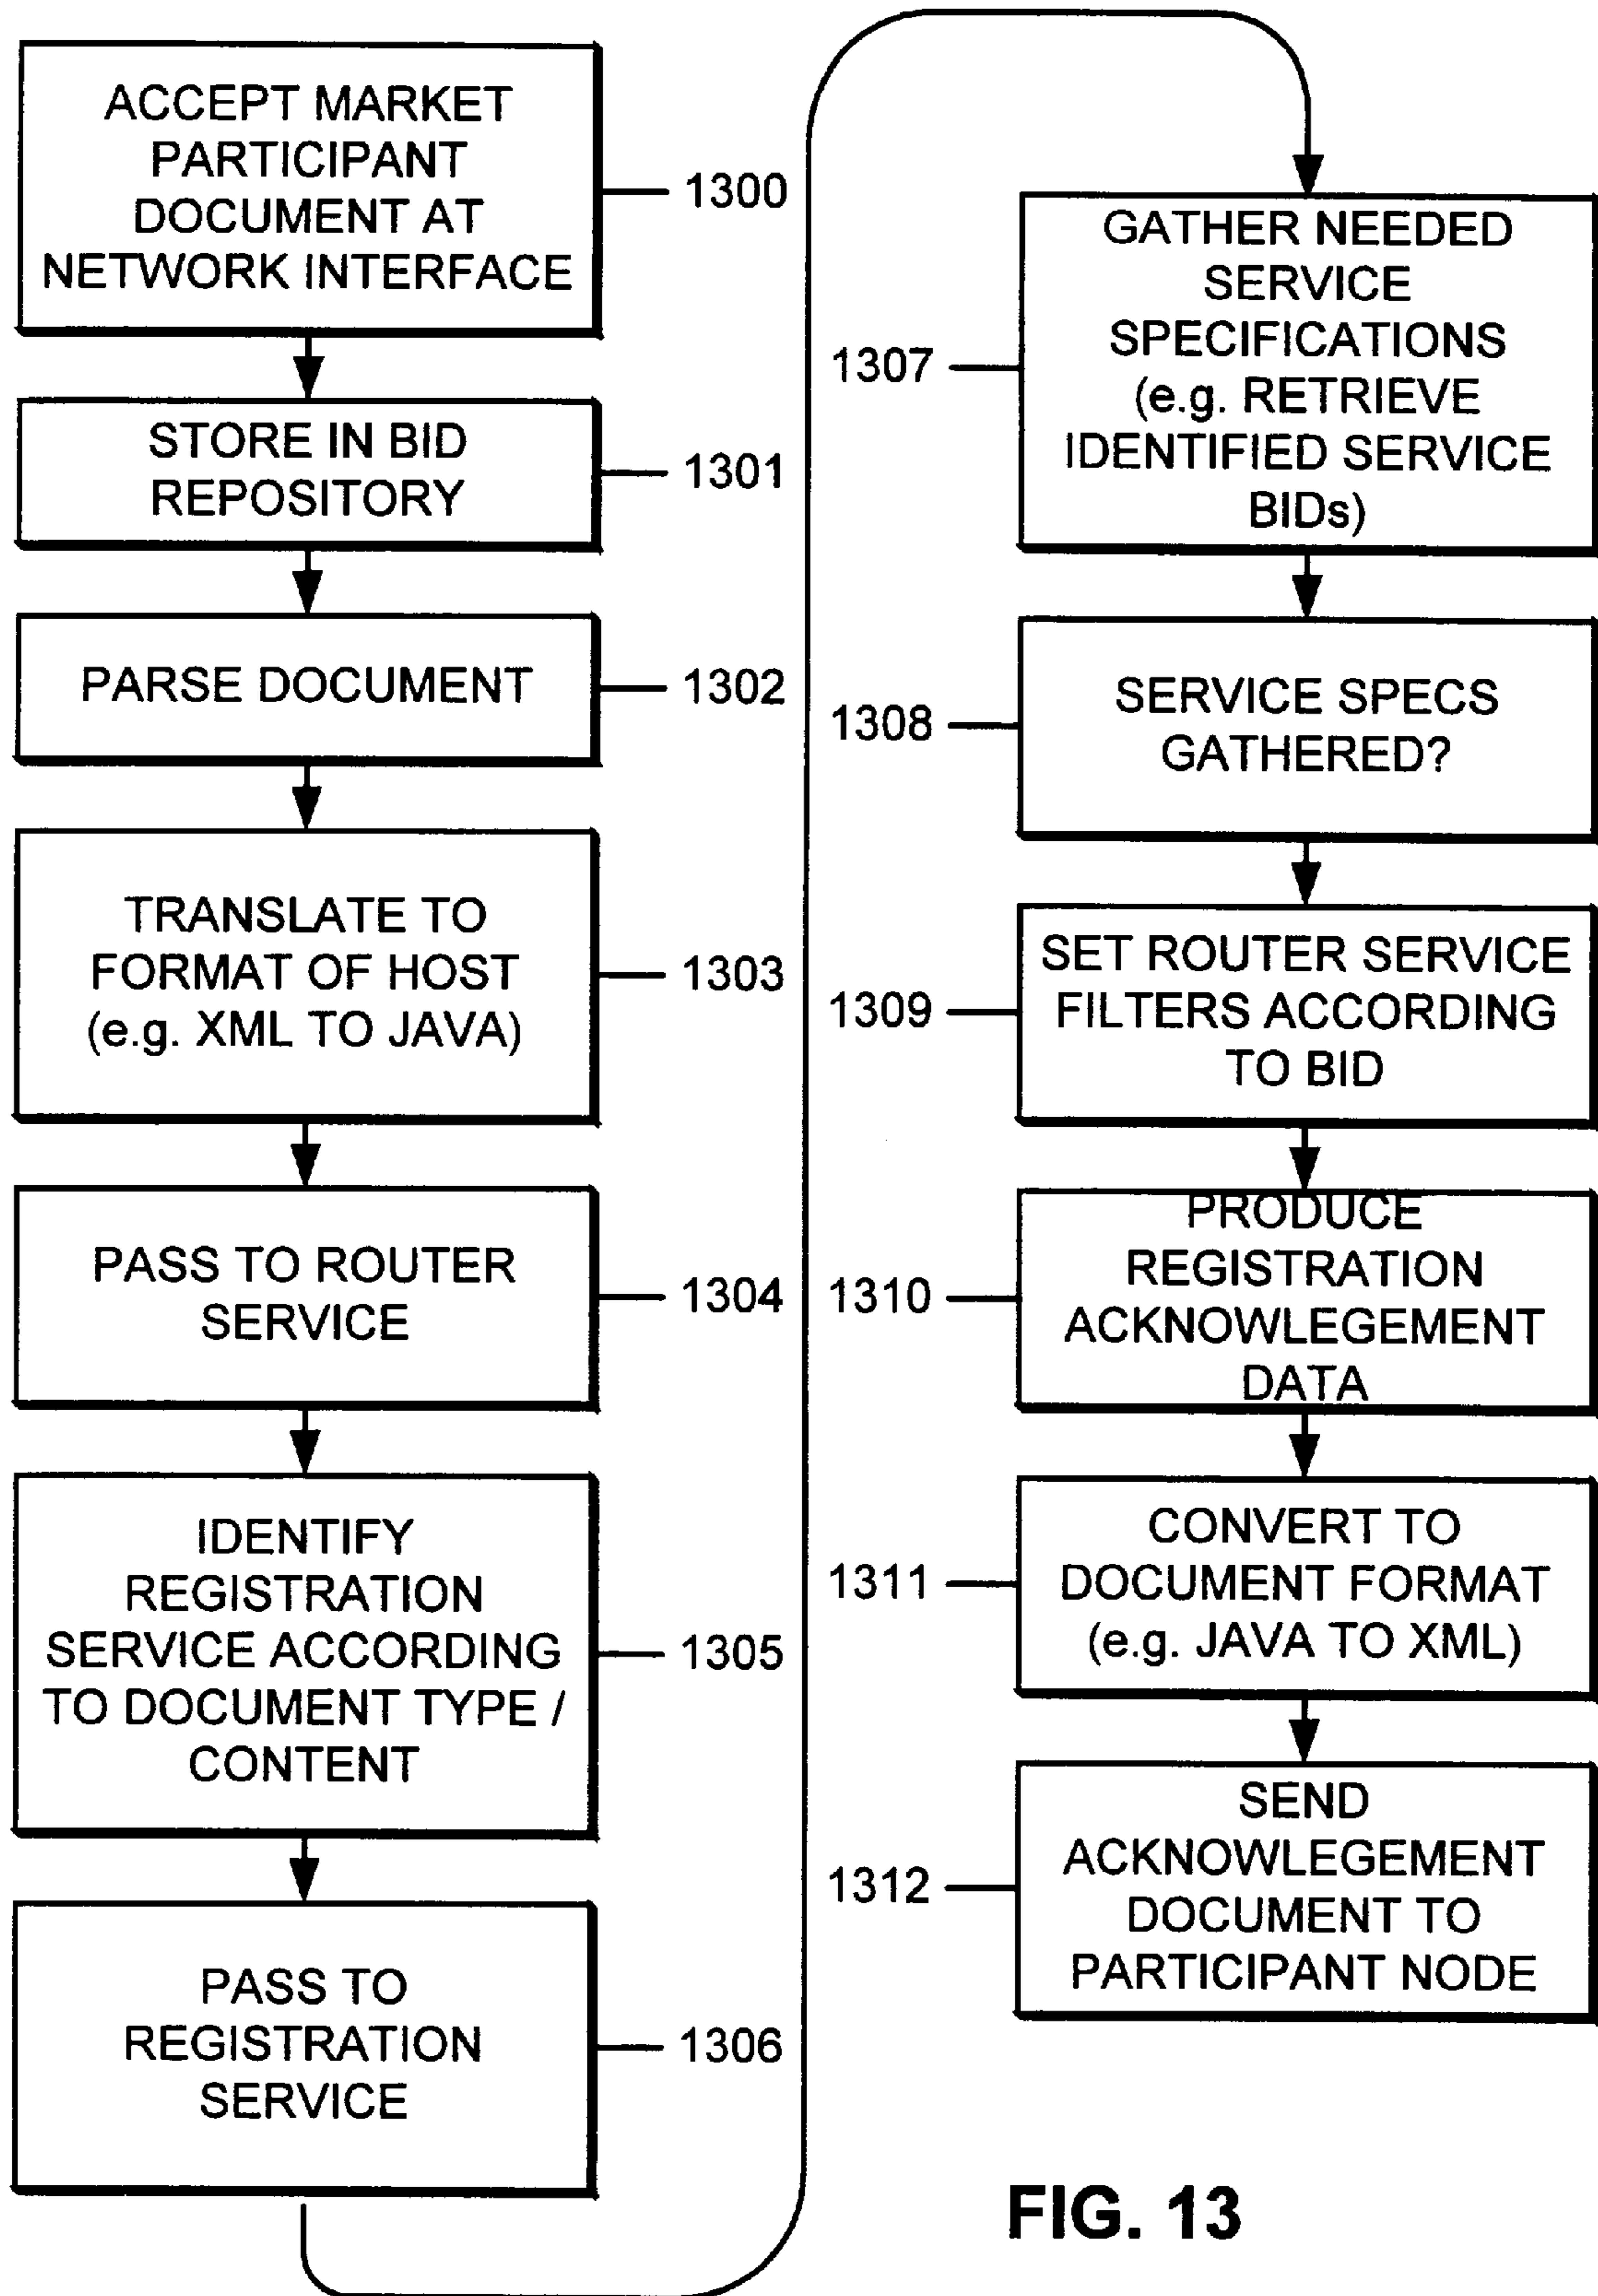 ACCEPT MARKET
PARTICIPANT
DOCUMENT AT
NETWORK INTERFACE
1300
STORE IN BID
REPOSITORY
1301
PARSE DOCUMENT
1302
TRANSLATE TO
FORMAT OF HOST
(e.g. XML TO JAVA)
1303
PASS TO ROUTER
SERVICE
1304
IDENTIFY
REGISTRATION
SERVICE ACCORDING
TO DOCUMENT TYPE /
CONTENT
1305
PASS TO
REGISTRATION
SERVICE
1306
GATHER NEEDED
SERVICE
SPECIFICATIONS
(e.g. RETRIEVE
IDENTIFIED SERVICE
BIDs)
1307
SERVICE SPECS
GATHERED?
1308
SET ROUTER SERVICE
FILTERS ACCORDING
TO BID
1309
PRODUCE
REGISTRATION
ACKNOWLEGEMENT
DATA
1310
CONVERT TO
DOCUMENT FORMAT
(e.g. JAVA TO XML)
1311
SEND
ACKNOWLEGEMENT
DOCUMENT TO
PARTICIPANT NODE
1312
FIG. 13